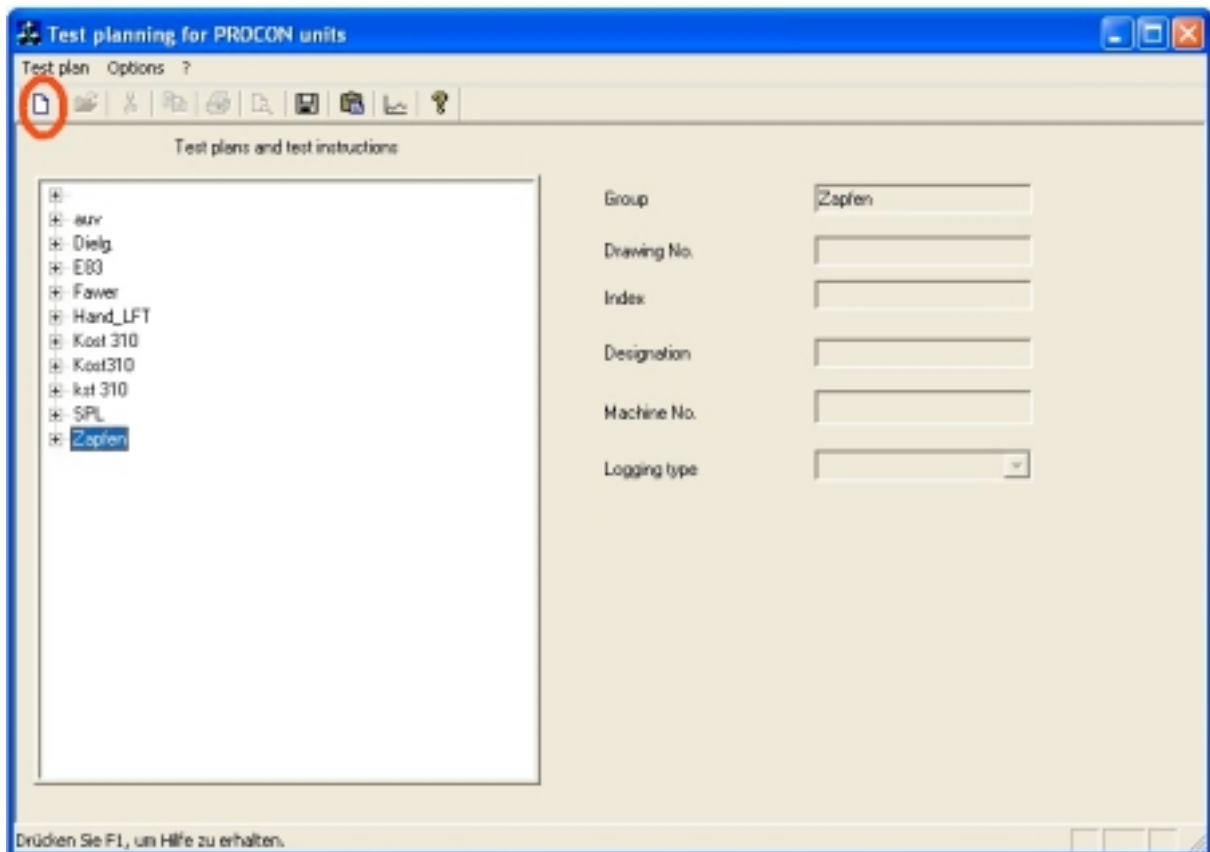 Test planning for PROCON units
Test plan Options ?
Test plans and test instructions
auv
Dielg.
E83
Fawer
Hand_LFT
Kost 310
Kost310
kst 310
SPL
Zapfen
Group Zapfen
Drawing No.
Index
Designation
Machine No.
Logging type
Drücken Sie F1, um Hilfe zu erhalten.